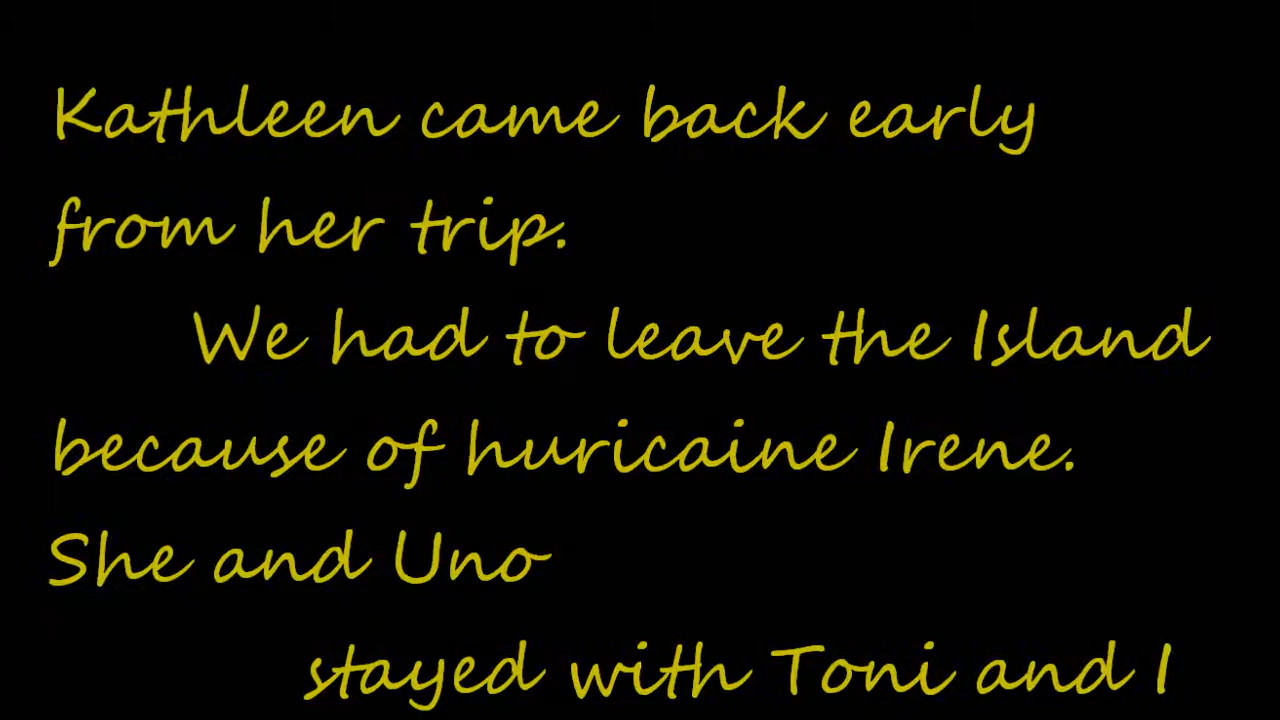 Kathleen came back early
from her trip.
We had to leave the Island
because of huricaine Irene.
She and Uno
stayed with Toni and I